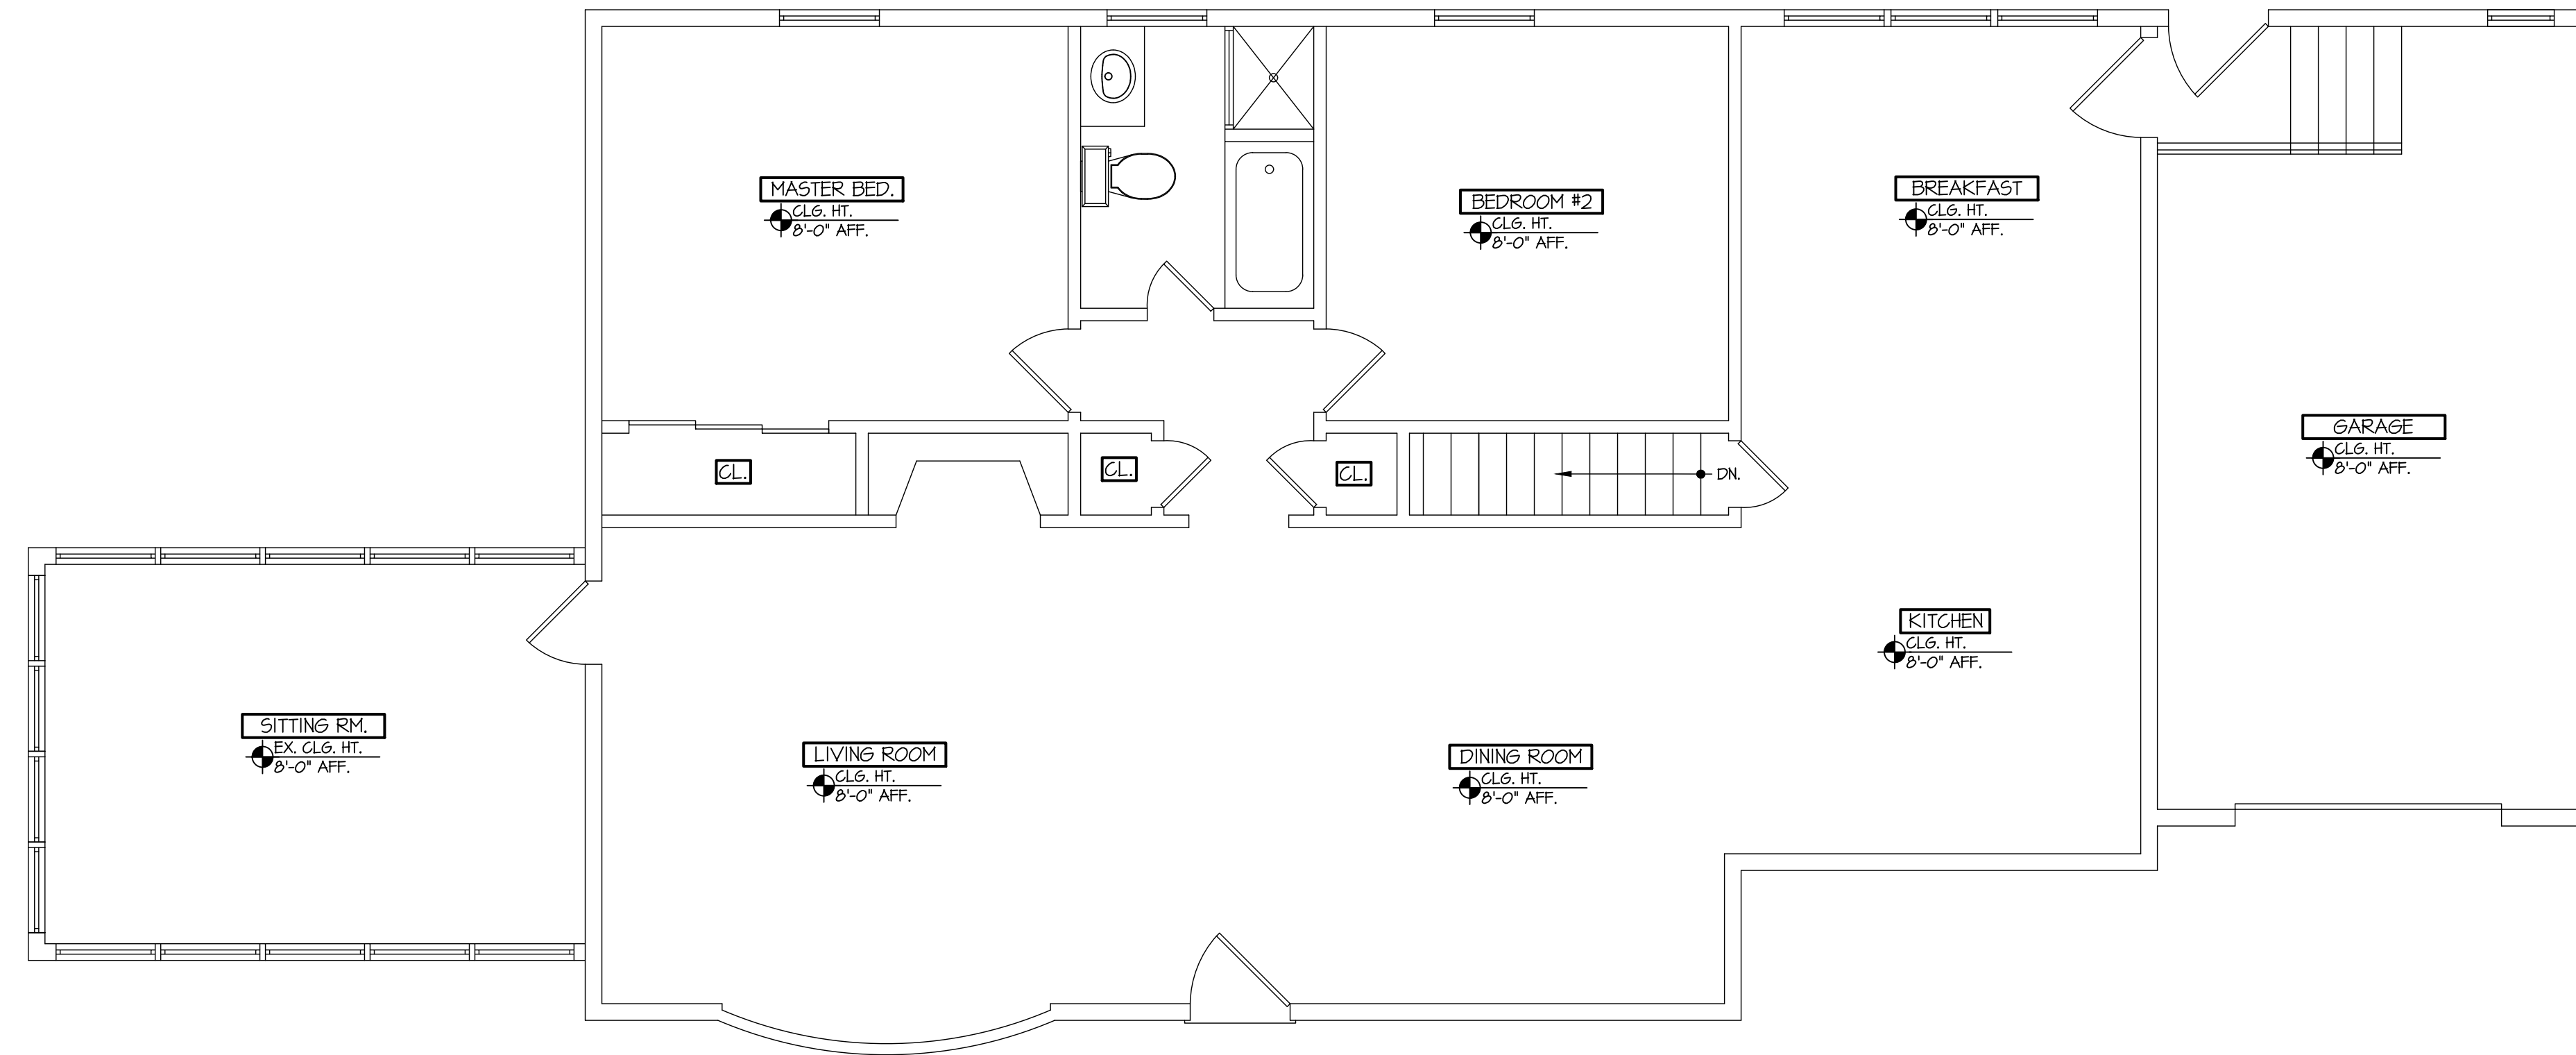 MASTER BED.
CLG. HT.
8'-0" AFF.
BEDROOM #2
CLG. HT.
8'-0" AFF.
BREAKFAST
CLG. HT.
8'-0" AFF.
GARAGE
CLG. HT.
8'-0" AFF.
CL.
CL.
CL.
DN.
KITCHEN
CLG. HT.
8'-0" AFF.
SITTING RM.
EX. CLG. HT.
8'-0" AFF.
LIVING ROOM
CLG. HT.
8'-0" AFF.
DINING ROOM
CLG. HT.
8'-0" AFF.